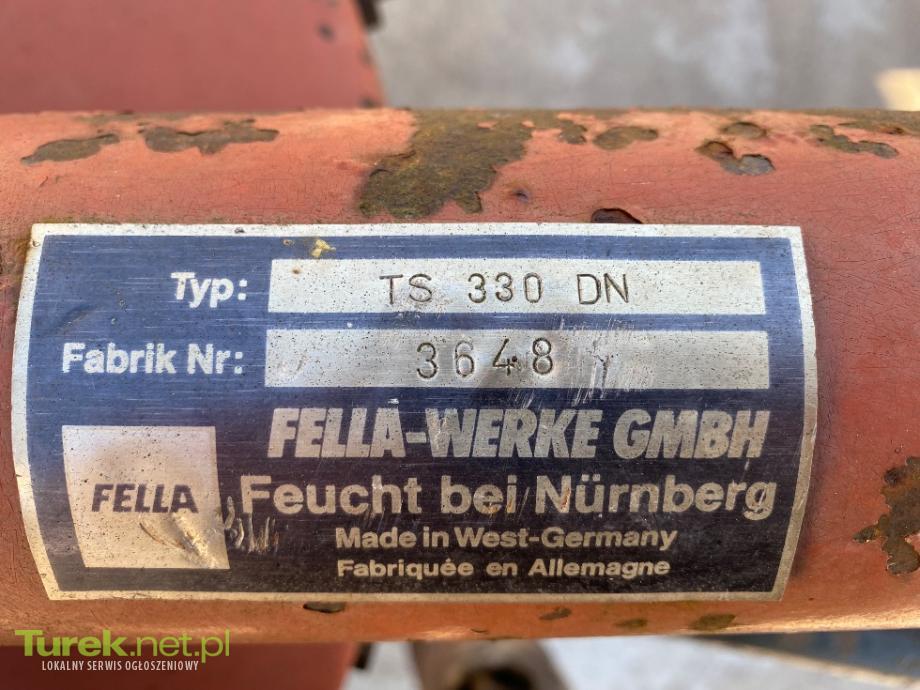 Typ: TS 330 DN
Fabrik Nr: 3648
FELLA-WERKE GMBH
FELLA
Feucht bei Nürnberg
Made in West-Germany
Fabriquée en Allemagne
Turek.net.pl
LOKALNY SERWIS OGŁOSZENIOWY